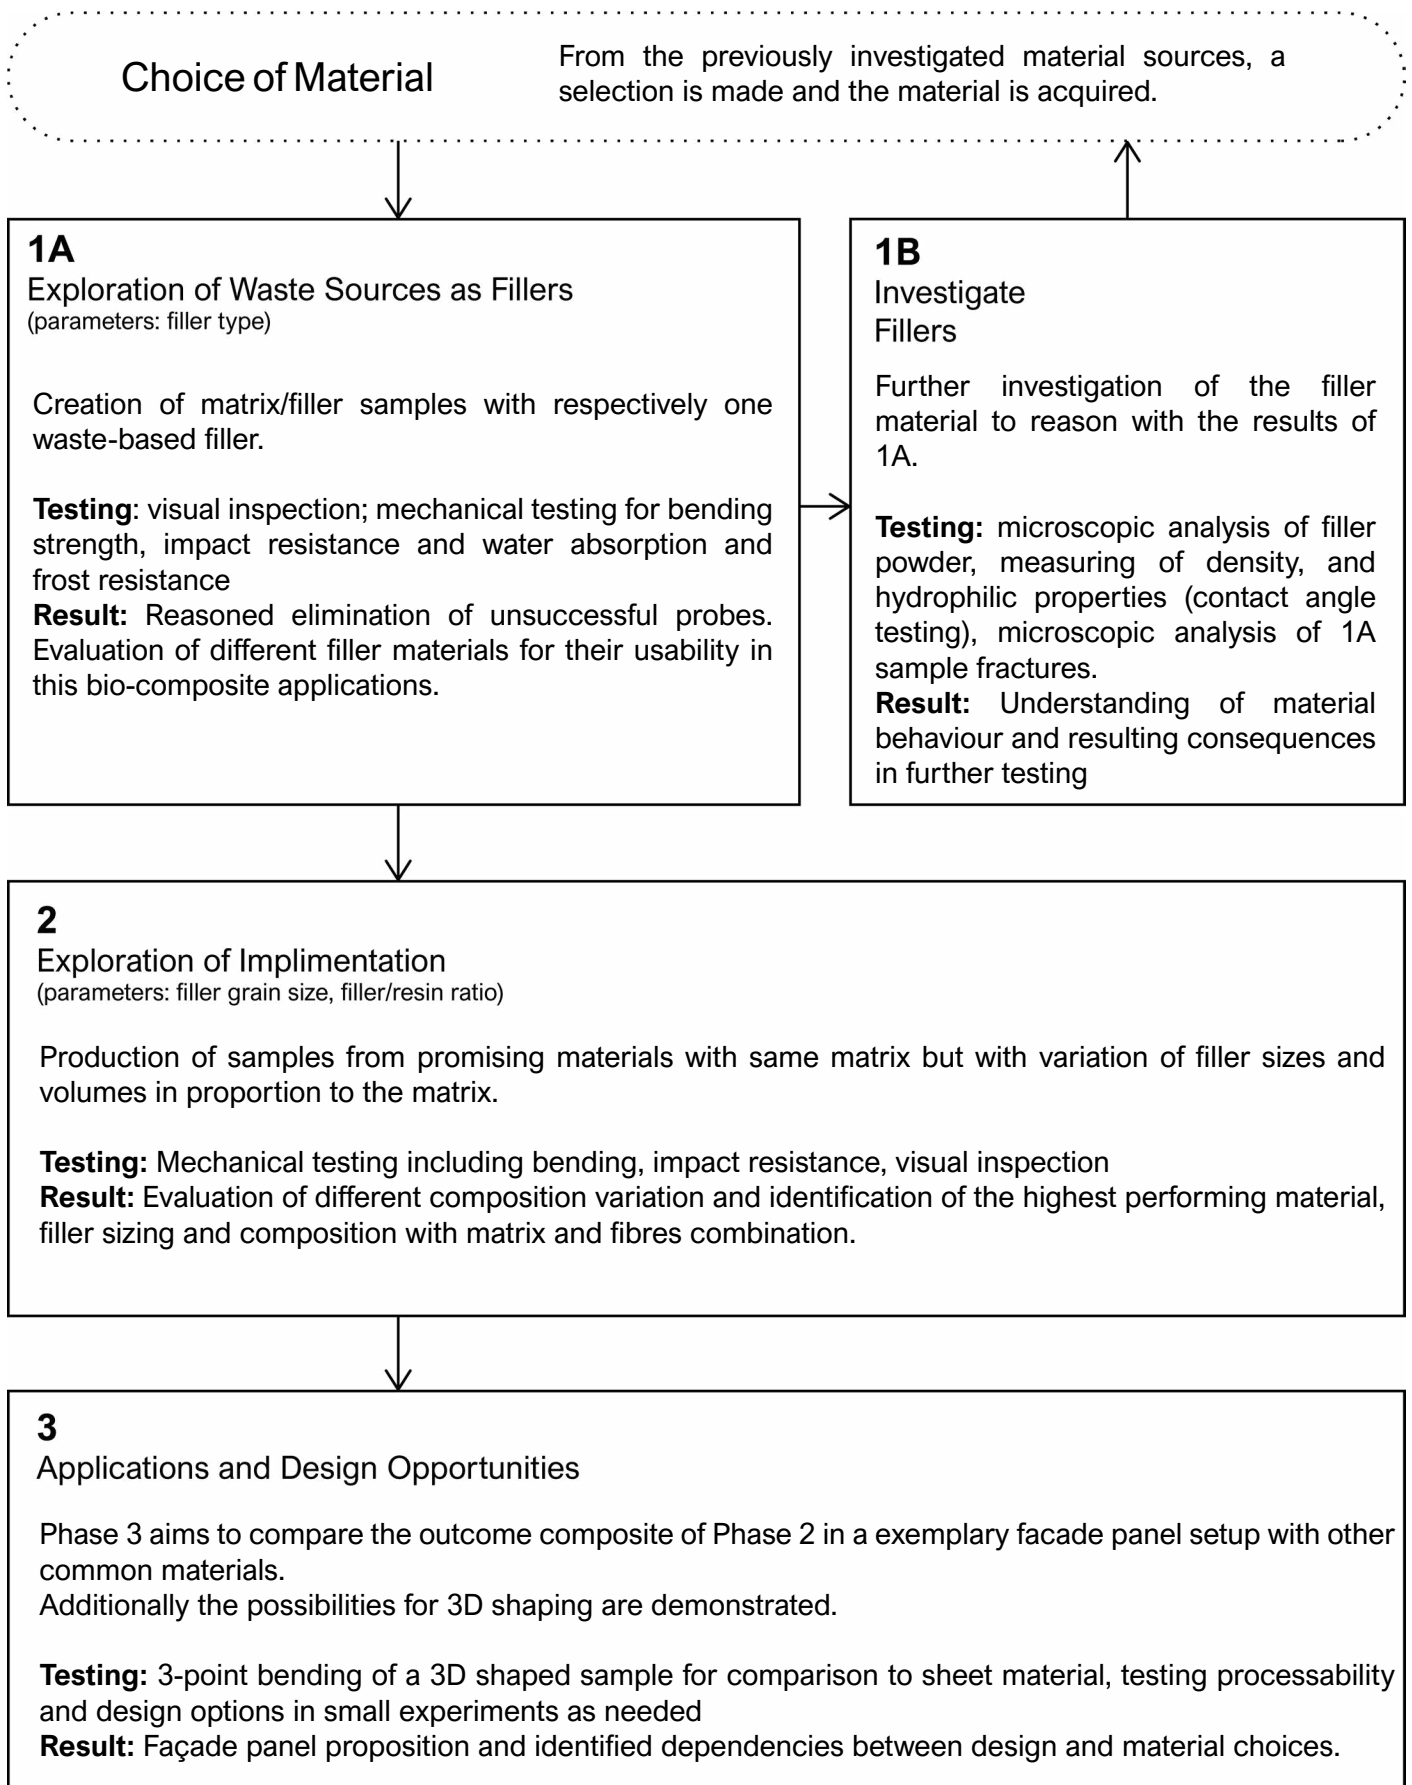 Choice of Material
From the previously investigated material sources, a
selection is made and the material is acquired.
1A
Exploration of Waste Sources as Fillers
(parameters: filler type)
Creation of matrix/filler samples with respectively one
waste-based filler.
Testing: visual inspection; mechanical testing for bending
strength, impact resistance and water absorption and
frost resistance
Result: Reasoned elimination of unsuccessful probes.
Evaluation of different filler materials for their usability in
this bio-composite applications.
1B
Investigate
Fillers
Further investigation of the filler
material to reason with the results of
1A.
Testing: microscopic analysis of filler
powder, measuring of density, and
hydrophilic properties (contact angle
testing), microscopic analysis of 1A
sample fractures.
Result: Understanding of material
behaviour and resulting consequences
in further testing
2
Exploration of Implimentation
(parameters: filler grain size, filler/resin ratio)
Production of samples from promising materials with same matrix but with variation of filler sizes and
volumes in proportion to the matrix.
Testing: Mechanical testing including bending, impact resistance, visual inspection
Result: Evaluation of different composition variation and identification of the highest performing material,
filler sizing and composition with matrix and fibres combination.
3
Applications and Design Opportunities
Phase 3 aims to compare the outcome composite of Phase 2 in a exemplary facade panel setup with other
common materials.
Additionally the possibilities for 3D shaping are demonstrated.
Testing: 3-point bending of a 3D shaped sample for comparison to sheet material, testing processability
and design options in small experiments as needed
Result: Façade panel proposition and identified dependencies between design and material choices.